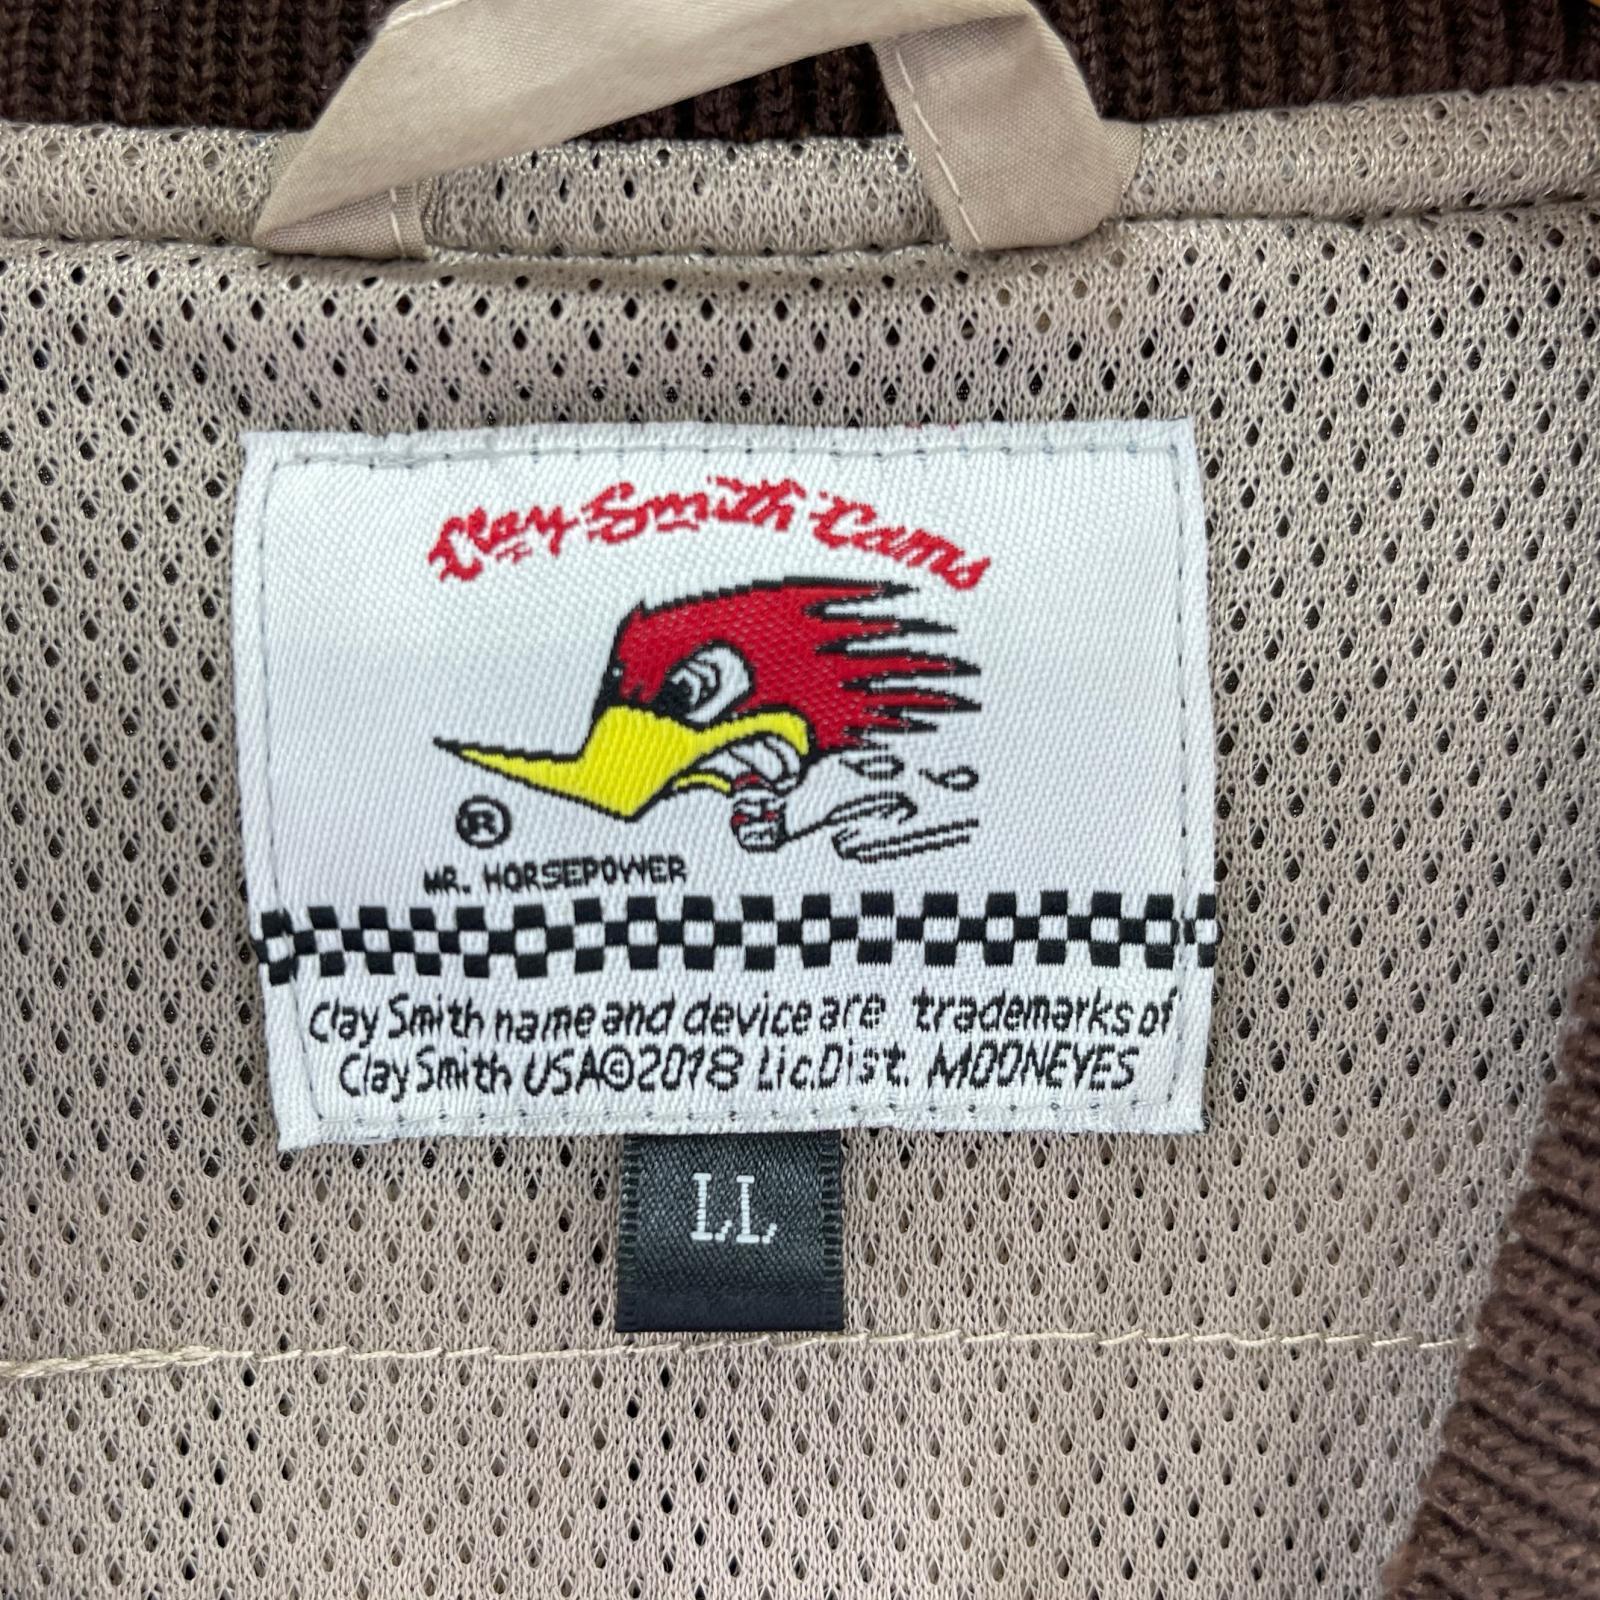 Clay Smith Cams
®
MR. HORSEPOWER
Clay Smith name and device are trademarks of
Clay Smith USA©2018 Lic.Dist. MOONEYES
LL